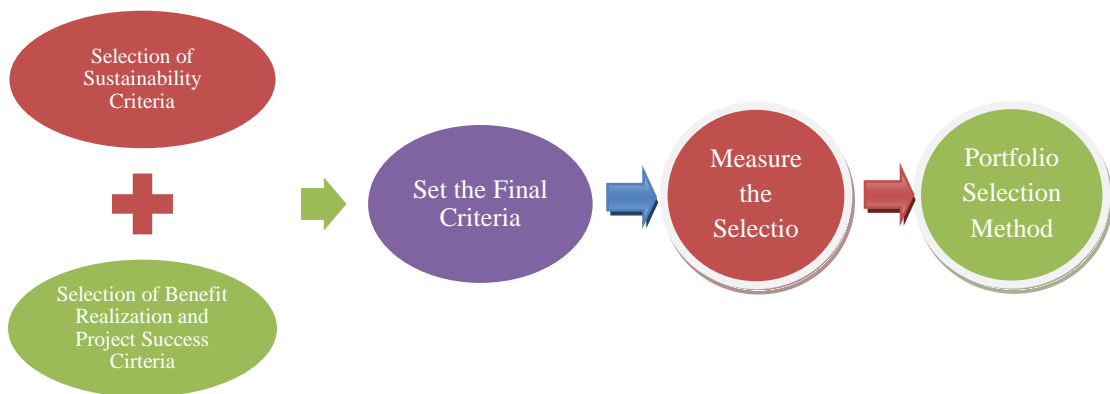 Selection of
Sustainability
Criteria
Selection of Benefit
Realization and
Project Success
Cirteria
Set the Final
Criteria
Measure
the
Selectio
Portfolio
Selection
Method